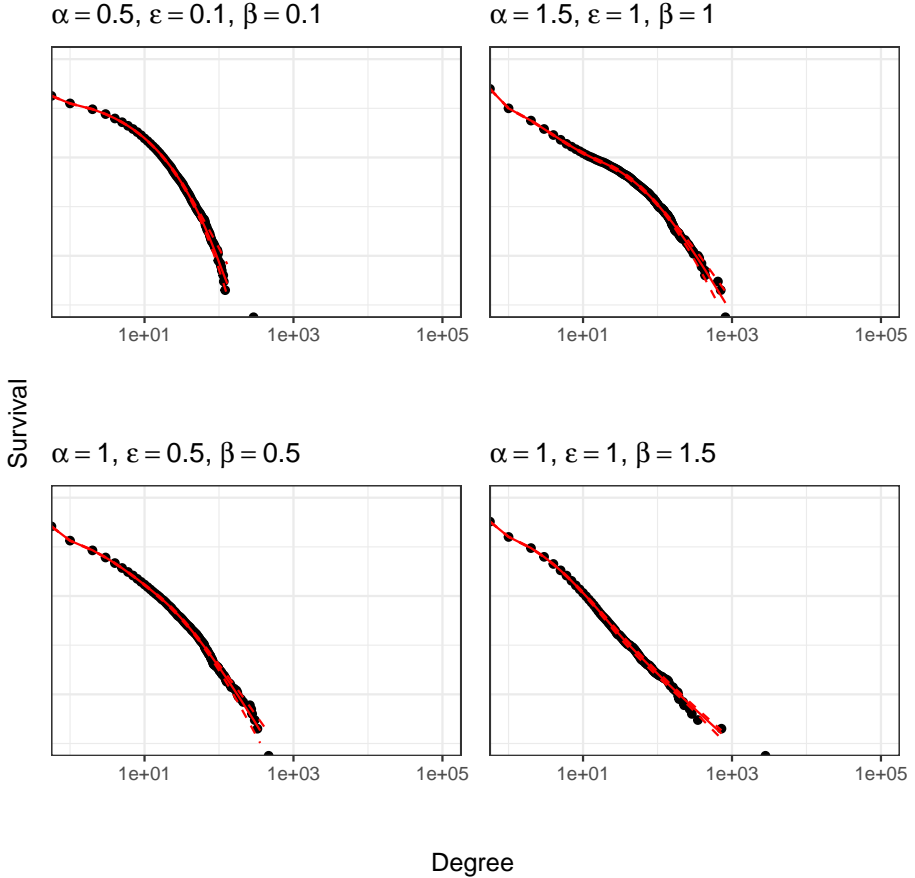 α = 0.5, ε = 0.1, β = 0.1
α = 1.5, ε = 1, β = 1
1e+01 1e+03 1e+05
1e+01 1e+03 1e+05
Survival
α = 1, ε = 0.5, β = 0.5
α = 1, ε = 1, β = 1.5
1e+01 1e+03 1e+05
1e+01 1e+03 1e+05
Degree